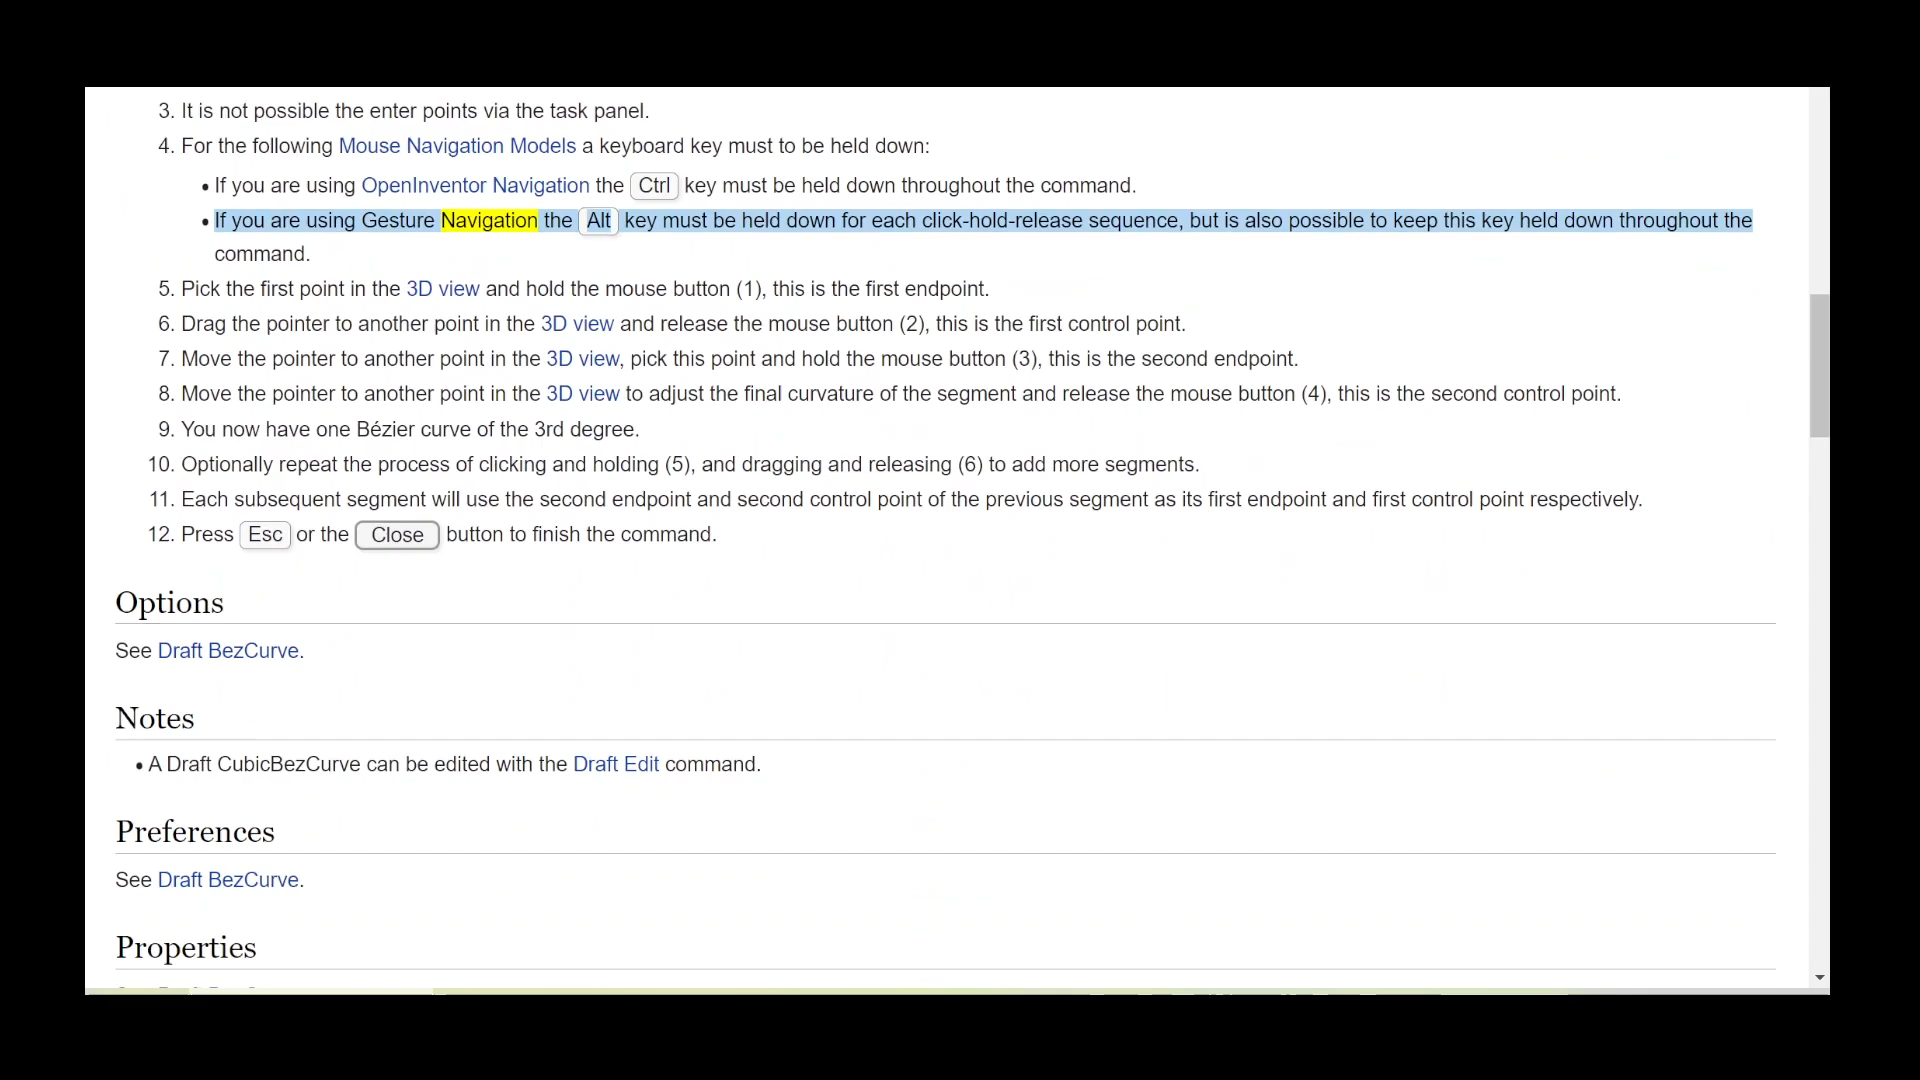 3. It is not possible the enter points via the task panel.
4. For the following Mouse Navigation Models a keyboard key must to be held down:
• If you are using OpenInventor Navigation the Ctrl key must be held down throughout the command.
• If you are using Gesture Navigation the Alt key must be held down for each click-hold-release sequence, but is also possible to keep this key held down throughout the
command.
5. Pick the first point in the 3D view and hold the mouse button (1), this is the first endpoint.
6. Drag the pointer to another point in the 3D view and release the mouse button (2), this is the first control point.
7. Move the pointer to another point in the 3D view, pick this point and hold the mouse button (3), this is the second endpoint.
8. Move the pointer to another point in the 3D view to adjust the final curvature of the segment and release the mouse button (4), this is the second control point.
9. You now have one Bézier curve of the 3rd degree.
10. Optionally repeat the process of clicking and holding (5), and dragging and releasing (6) to add more segments.
11. Each subsequent segment will use the second endpoint and second control point of the previous segment as its first endpoint and first control point respectively.
12. Press Esc or the Close button to finish the command.
Options
See Draft BezCurve.
Notes
• A Draft CubicBezCurve can be edited with the Draft Edit command.
Preferences
See Draft BezCurve.
Properties